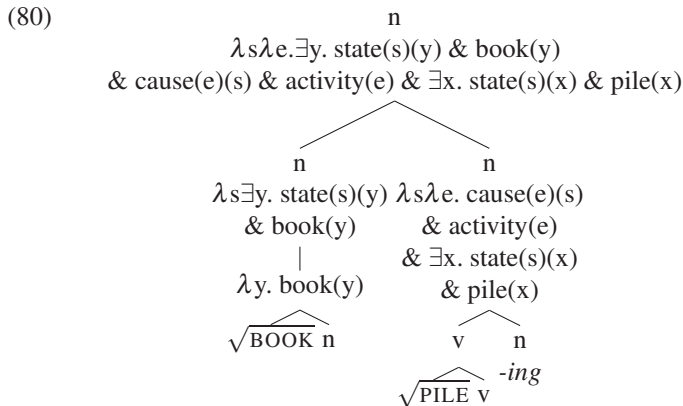 (80)
n
λsλe.∃y. state(s)(y) & book(y)
& cause(e)(s) & activity(e) & ∃x. state(s)(x) & pile(x)
n n
λs∃y. state(s)(y) λsλe. cause(e)(s)
& book(y) & activity(e)
& ∃x. state(s)(x)
λy. book(y) & pile(x)
√BOOK n v n
-ing
√PILE v